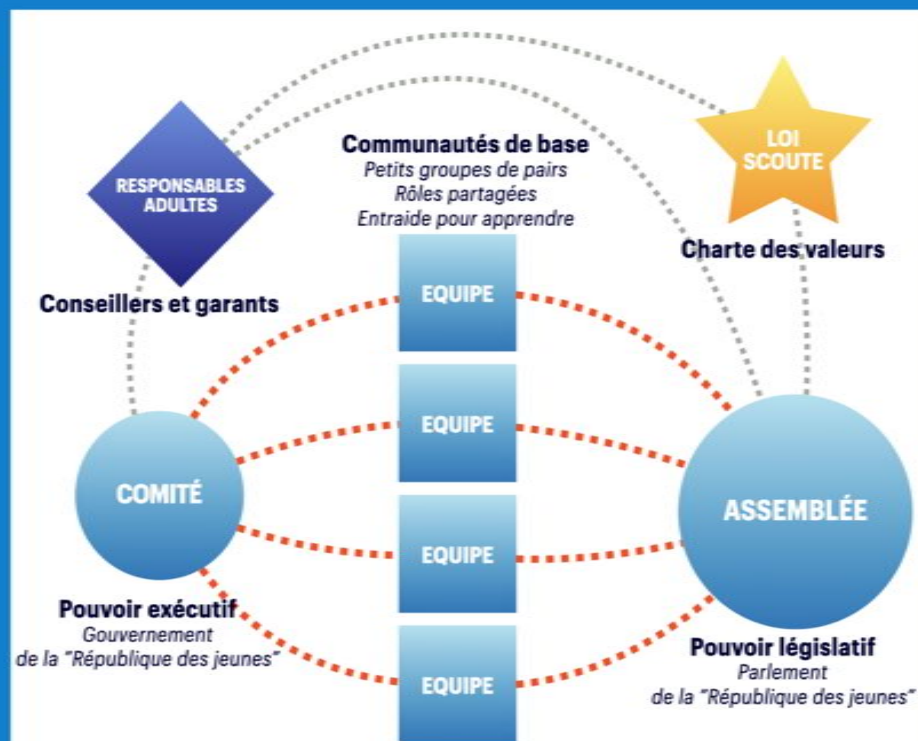 RESPONSABLES
ADULTES
Conseillers et garants
Communautés de base
Petits groupes de pairs
Rôles partagées
Entraide pour apprendre
LOI
SCOUTE
Charte des valeurs
EQUIPE
EQUIPE
EQUIPE
EQUIPE
COMITÉ
Pouvoir exécutif
Gouvernement
de la "République des jeunes"
ASSEMBLÉE
Pouvoir législatif
Parlement
de la "République des jeunes"